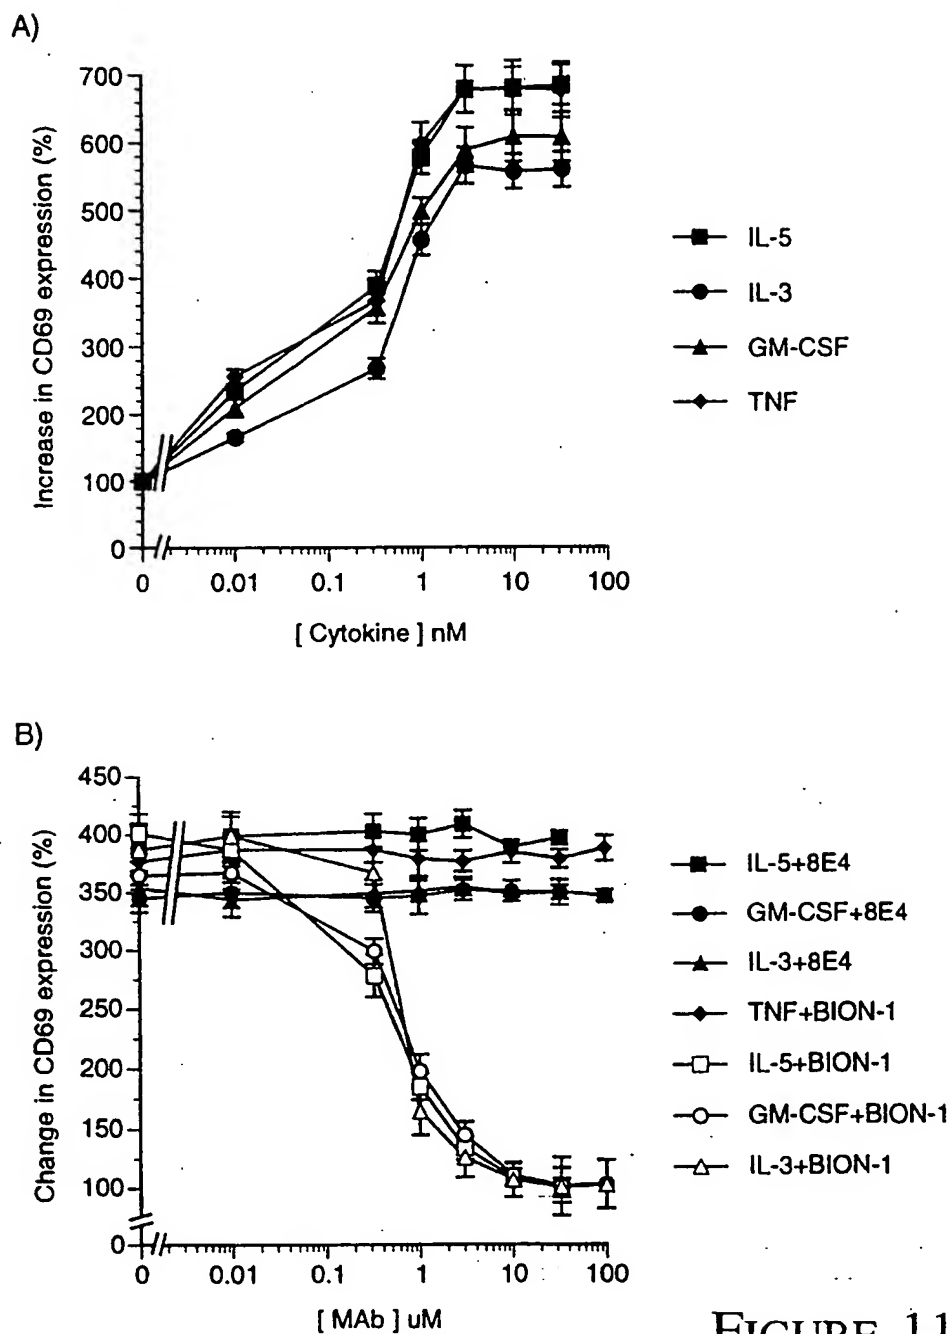 A)
Increase in CD69 expression (%)
700
600
500
400
300
200
100
0
0 0.01 0.1 1 10 100
[ Cytokine ] nM
IL-5
IL-3
GM-CSF
TNF
B)
Change in CD69 expression (%)
450
400
350
300
250
200
150
100
0
0 0.01 0.1 1 10 100
[ MAb ] uM
IL-5+8E4
GM-CSF+8E4
IL-3+8E4
TNF+BION-1
IL-5+BION-1
GM-CSF+BION-1
IL-3+BION-1
FIGURE 11